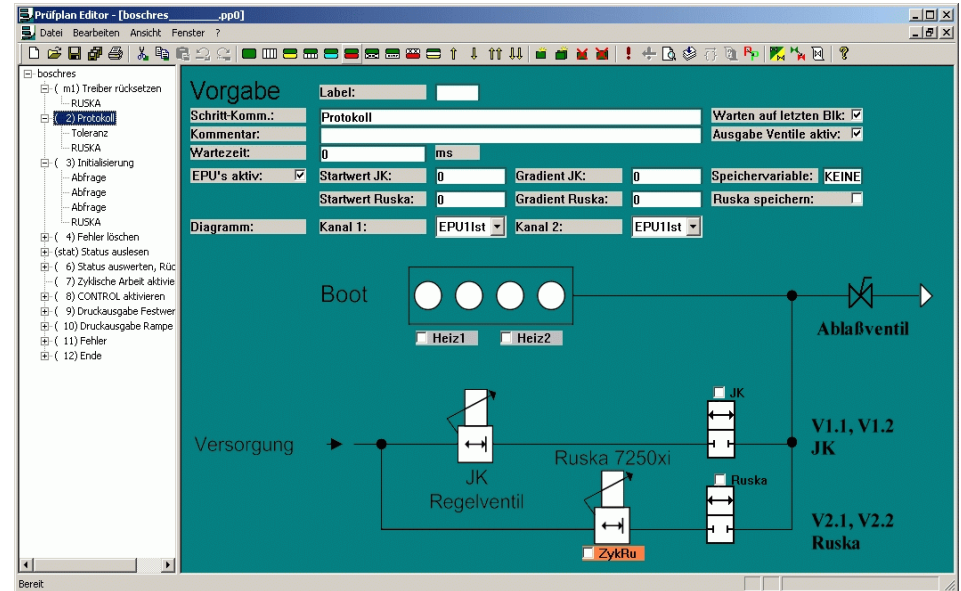 Prüfplan Editor - [boschres_______.pp0]
Datei Bearbeiten Ansicht Fenster ?
boschres
( m1) Treiber rücksetzen
RUSKA
( 2) Protokoll
Toleranz
RUSKA
( 3) Initialisierung
Abfrage
Abfrage
Abfrage
RUSKA
( 4) Fehler löschen
(stat) Status auslesen
( 6) Status auswerten, Rüc
( 7) Zyklische Arbeit aktivie
( 8) CONTROL aktivieren
( 9) Druckausgabe Festwer
( 10) Druckausgabe Rampe
( 11) Fehler
( 12) Ende
Vorgabe Label:
Schritt-Komm.: Protokoll Warten auf letzten Blk:
Kommentar: Ausgabe Ventile aktiv:
Wartezeit: 0 ms
EPU's aktiv: Startwert JK: 0 Gradient JK: 0 Speichervariable: KEINE
Startwert Ruska: 0 Gradient Ruska: 0 Ruska speichern:
Diagramm: Kanal 1: EPU1Ist Kanal 2: EPU1Ist
Boot
Heiz1 Heiz2
Ablaßventil
JK
V1.1, V1.2
JK
Versorgung
Ruska 7250xi
JK
Regelventil
Ruska
V2.1, V2.2
Ruska
ZykRu
Bereit